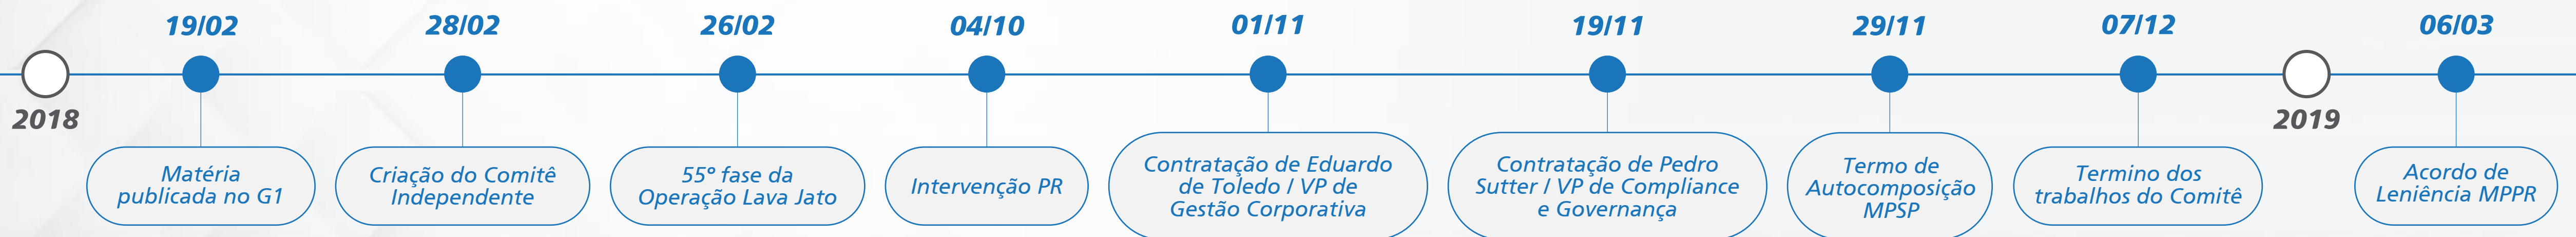 2018
19/02
Matéria
publicada no G1
28/02
Criação do Comitê
Independente
26/02
55º fase da
Operação Lava Jato
04/10
Intervenção PR
01/11
Contratação de Eduardo
de Toledo / VP de
Gestão Corporativa
19/11
Contratação de Pedro
Sutter / VP de Compliance
e Governança
29/11
Termo de
Autocomposição
MPSP
07/12
Termino dos
trabalhos do Comitê
2019
06/03
Acordo de
Leniência MPPR